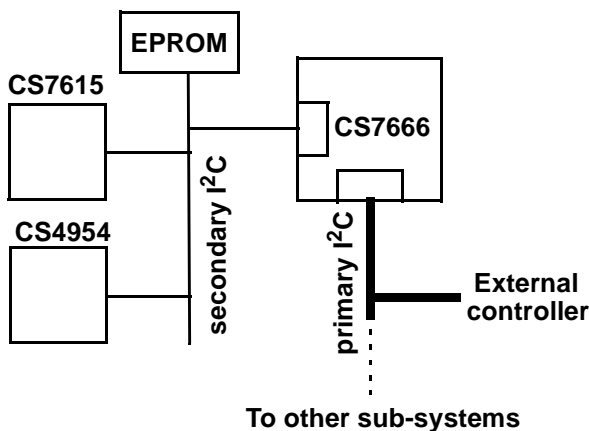 EPROM
CS7615
CS7666
CS4954
secondary I²C
primary I²C
External
controller
To other sub-systems